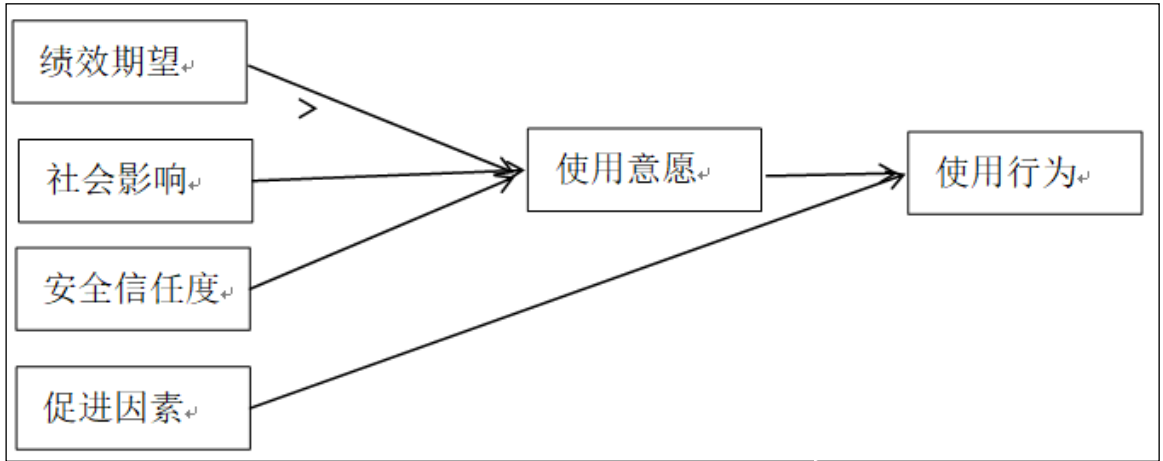 绩效期望
社会影响
安全信任度
促进因素
使用意愿
使用行为